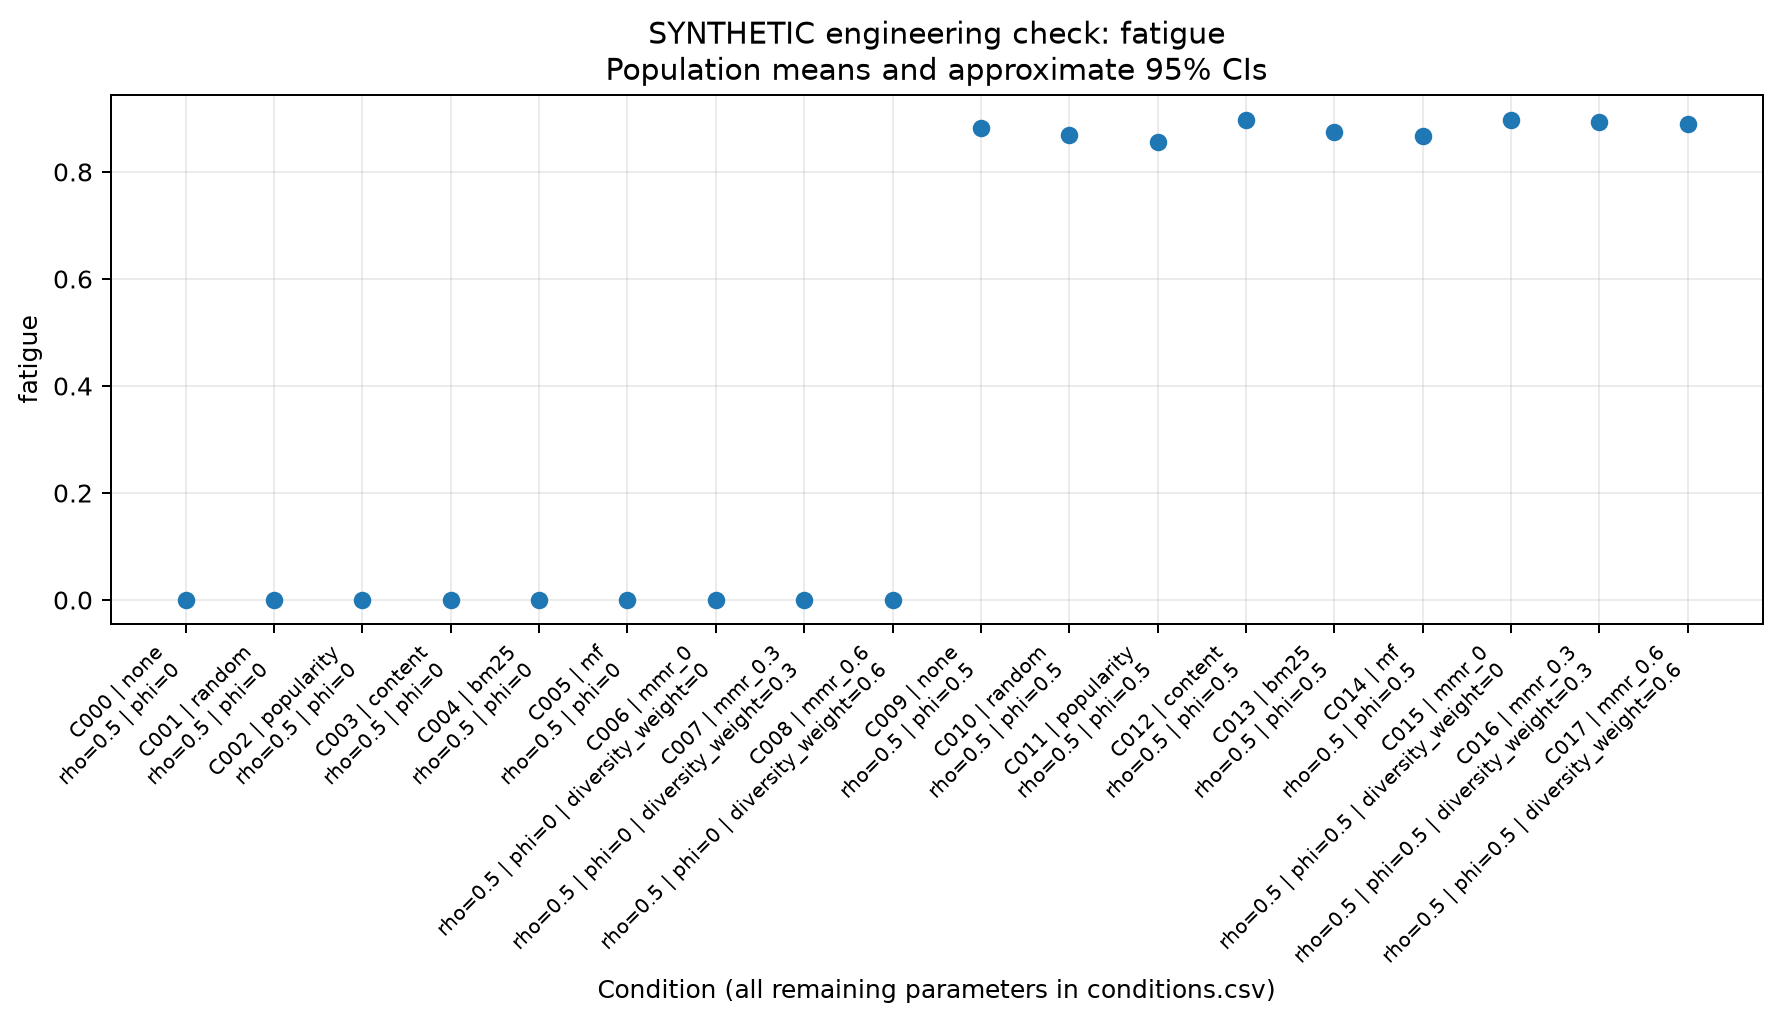 SYNTHETIC engineering check: fatigue
Population means and approximate 95% CIs
fatigue
0.8
0.6
0.4
0.2
0.0
C000 | none
rho=0.5 | phi=0
C001 | random
rho=0.5 | phi=0
C002 | popularity
rho=0.5 | phi=0
C003 | content
rho=0.5 | phi=0
C004 | bm25
rho=0.5 | phi=0
C005 | mf
rho=0.5 | phi=0
C006 | mmr_0
rho=0.5 | phi=0 | diversity_weight=0
C007 | mmr_0.3
rho=0.5 | phi=0 | diversity_weight=0.3
C008 | mmr_0.6
rho=0.5 | phi=0 | diversity_weight=0.6
C009 | none
rho=0.5 | phi=0.5
C010 | random
rho=0.5 | phi=0.5
C011 | popularity
rho=0.5 | phi=0.5
C012 | content
rho=0.5 | phi=0.5
C013 | bm25
rho=0.5 | phi=0.5
C014 | mf
rho=0.5 | phi=0.5
C015 | mmr_0
rho=0.5 | phi=0.5 | diversity_weight=0
C016 | mmr_0.3
rho=0.5 | phi=0.5 | diversity_weight=0.3
C017 | mmr_0.6
rho=0.5 | phi=0.5 | diversity_weight=0.6
Condition (all remaining parameters in conditions.csv)